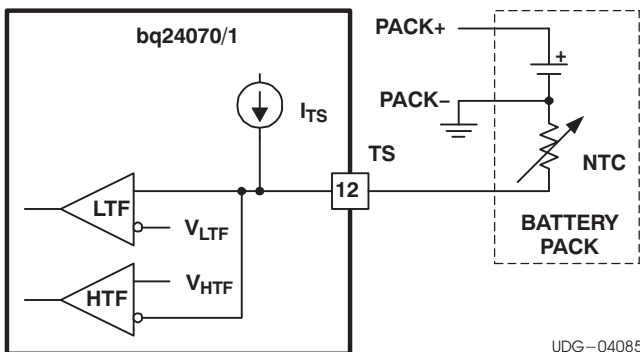 bq24070/1
PACK+
+
I_TS
PACK−
TS
NTC
12
LTF
V_LTF
BATTERY
PACK
V_HTF
HTF
UDG−04085